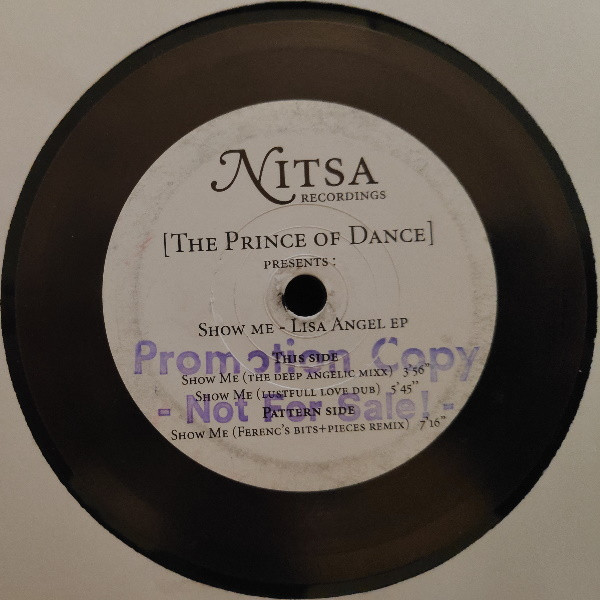 NITSA
RECORDINGS
[THE PRINCE OF DANCE]
PRESENTS:
SHOW ME - LISA ANGEL EP
THIS SIDE
SHOW ME (THE DEEP ANGELIC MIXX) 3'56"
SHOW ME (LUSTFULL LOVE DUB) 5'45"
PATTERN SIDE
SHOW ME (FERENC'S BITS+PIECES REMIX) 7'16"
Promotion Copy
- Not For Sale! -